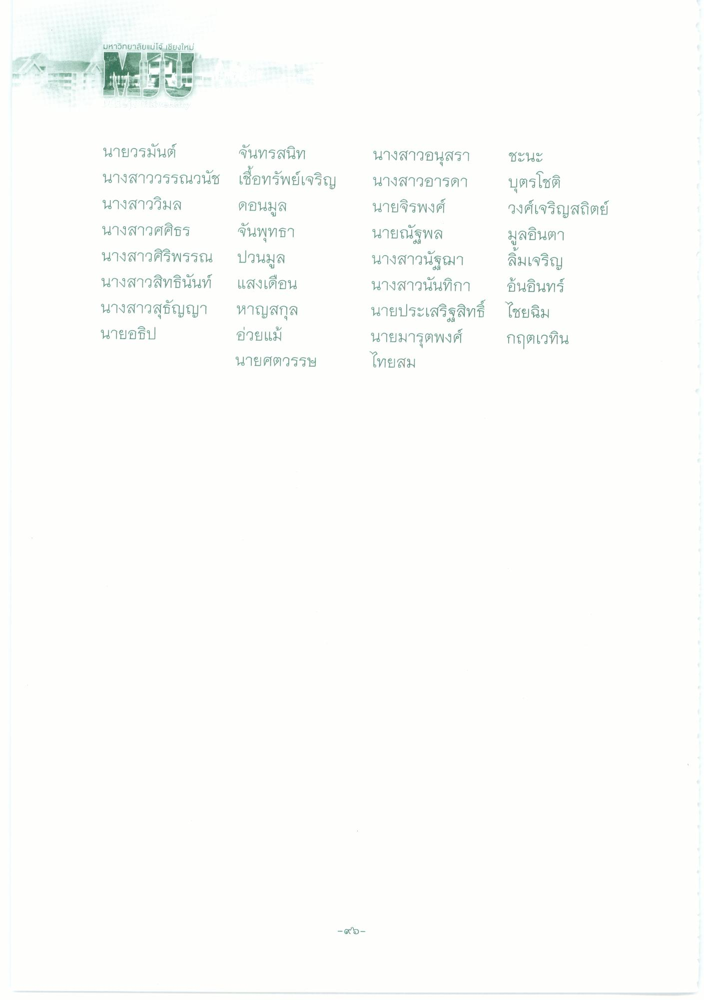 มหาวิทยาลัยแม่โจ้ เชียงใหม่
MJU
Maejo University
นายวรมันต์ จันทรสนิท นางสาวอนุสรา ชะนะ
นางสาววรรณวนัช เชื้อทรัพย์เจริญ นางสาวอารดา บุตรโชติ
นางสาววิมล ดอนมูล นายจิรพงศ์ วงศ์เจริญสถิตย์
นางสาวศศิธร จันพุทธา นายณัฐพล มูลอินตา
นางสาวศิริพรรณ ปวนมูล นางสาวนัฐฌา ลิ้มเจริญ
นางสาวสิทธินันท์ แสงเดือน นางสาวนันทิกา อ้นอินทร์
นางสาวสุธัญญา หาญสกุล นายประเสริฐสิทธิ์ ไชยฉิม
นายอธิป อ่วยแม้ นายมารุตพงศ์ กฤตเวทิน
นายศตวรรษ ไทยสม
-๙๖-